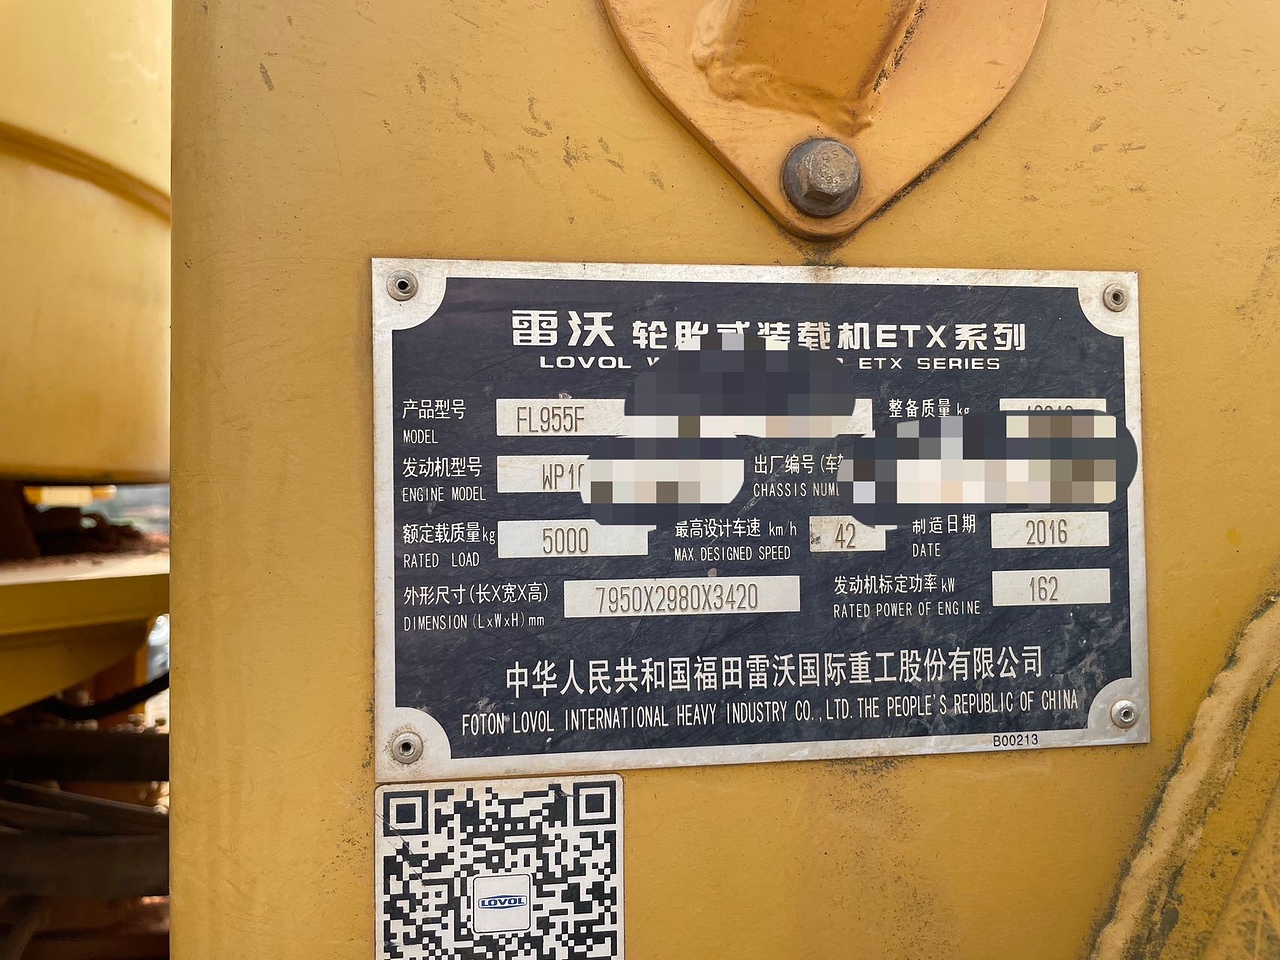 雷沃 轮胎式装载机ETX系列
LOVOL ETX SERIES
产品型号 FL955F 整备质量 kg
MODEL
发动机型号 出厂编号
ENGINE MODEL CHASSIS
额定载质量kg 5000 最高设计车速 km/h 42 制造日期 2016
RATED LOAD MAX.DESIGNED SPEED DATE
外形尺寸(长X宽X高) 7950X2980X3420 发动机标定功率kW 162
DIMENSION(LxWxH)mm RATED POWER OF ENGINE
中华人民共和国福田雷沃国际重工股份有限公司
FOTON LOVOL INTERNATIONAL HEAVY INDUSTRY CO.,LTD.THE PEOPLE'S REPUBLIC OF CHINA
B00213
LOVOL